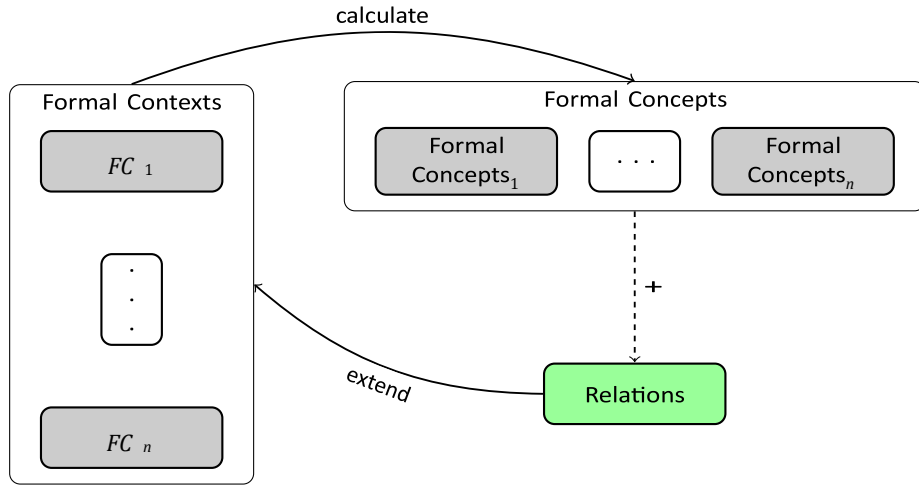 calculate
Formal Contexts
FC 1
.
.
.
FC n
Formal Concepts
Formal
Concepts1
. . .
Formal
Conceptsn
+
extend
Relations